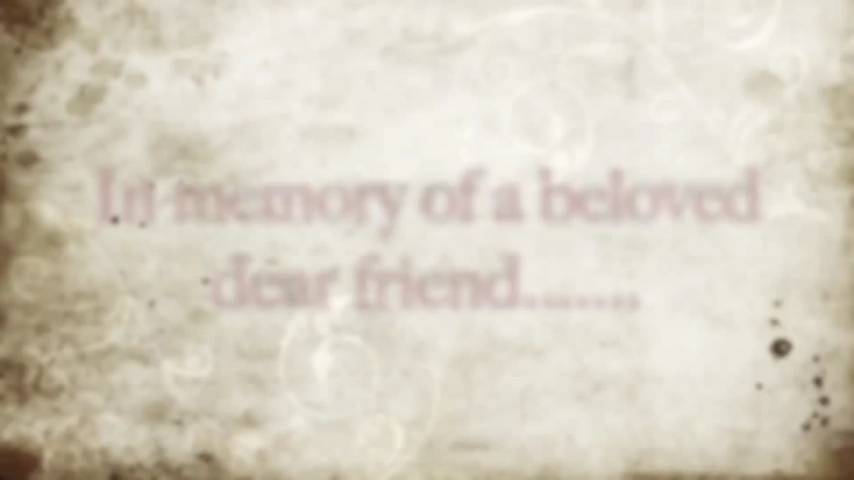 In memory of a beloved
dear friend.......